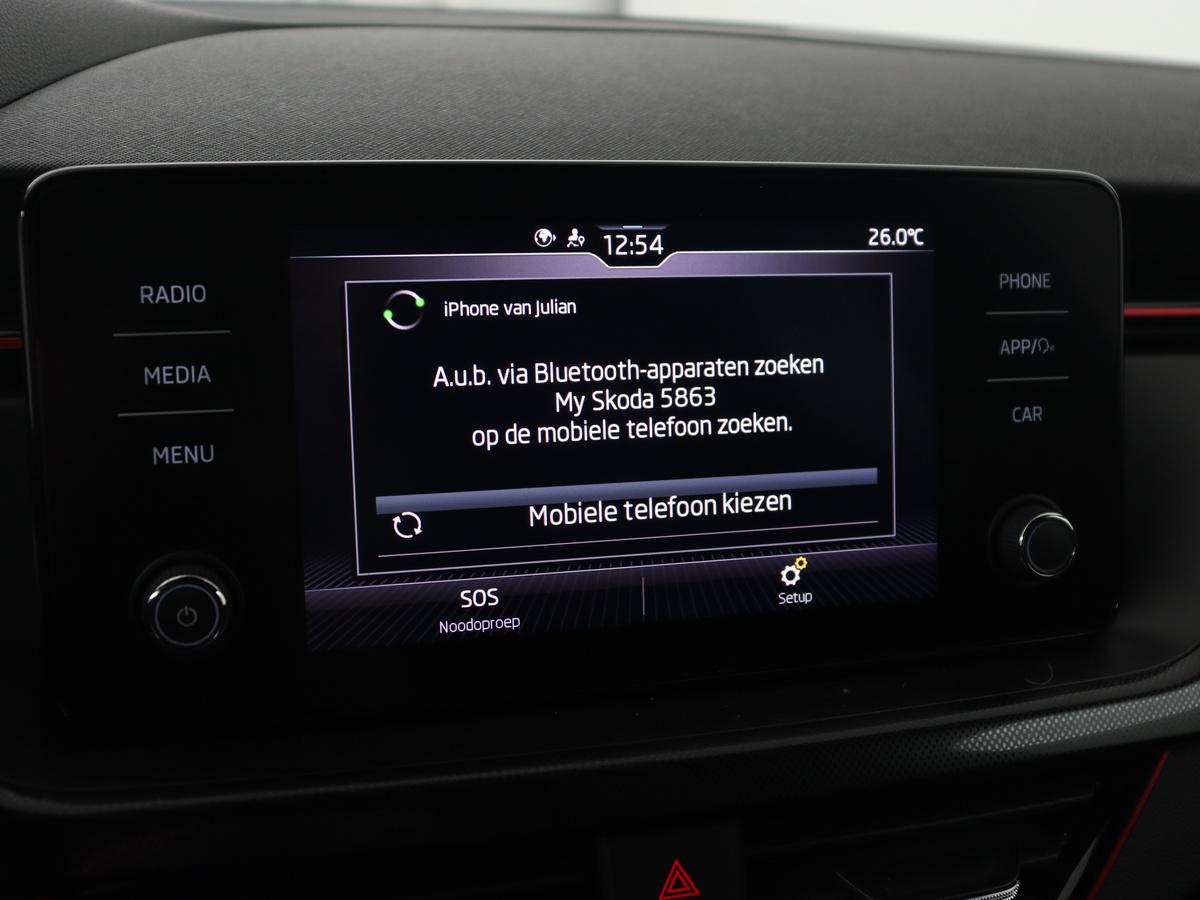 12:54
26.0°C
RADIO
MEDIA
MENU
iPhone van Julian
A.u.b. via Bluetooth-apparaten zoeken
My Skoda 5863
op de mobiele telefoon zoeken.
Mobiele telefoon kiezen
SOS
Noodoproep
Setup
PHONE
APP/
CAR